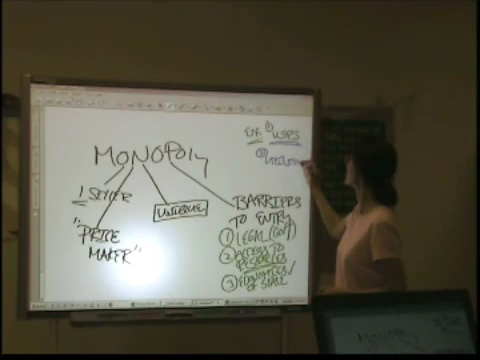 MONOPOLY
EX: ① USPS
②
1 SELLER
"PRICE
MAKER"
UNIQUE
BARRIERS
TO ENTRY
① LEGAL (GOV)
② ACCESS TO
RESOURCES
③ ECONOMIES
OF SCALE